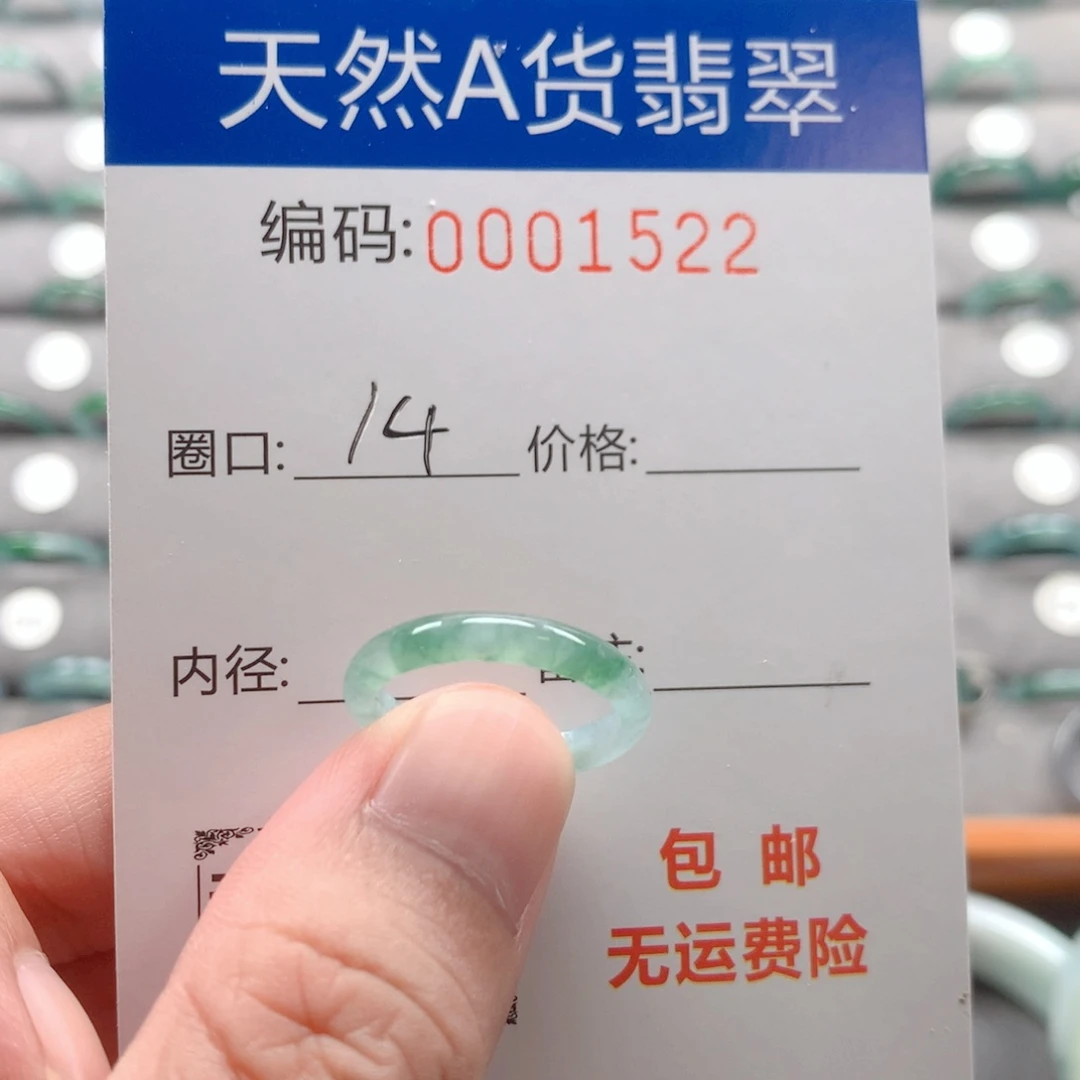 天然A货翡翠
编码:0001522
圈口: 14 价格:
内径:
包邮
无运费险